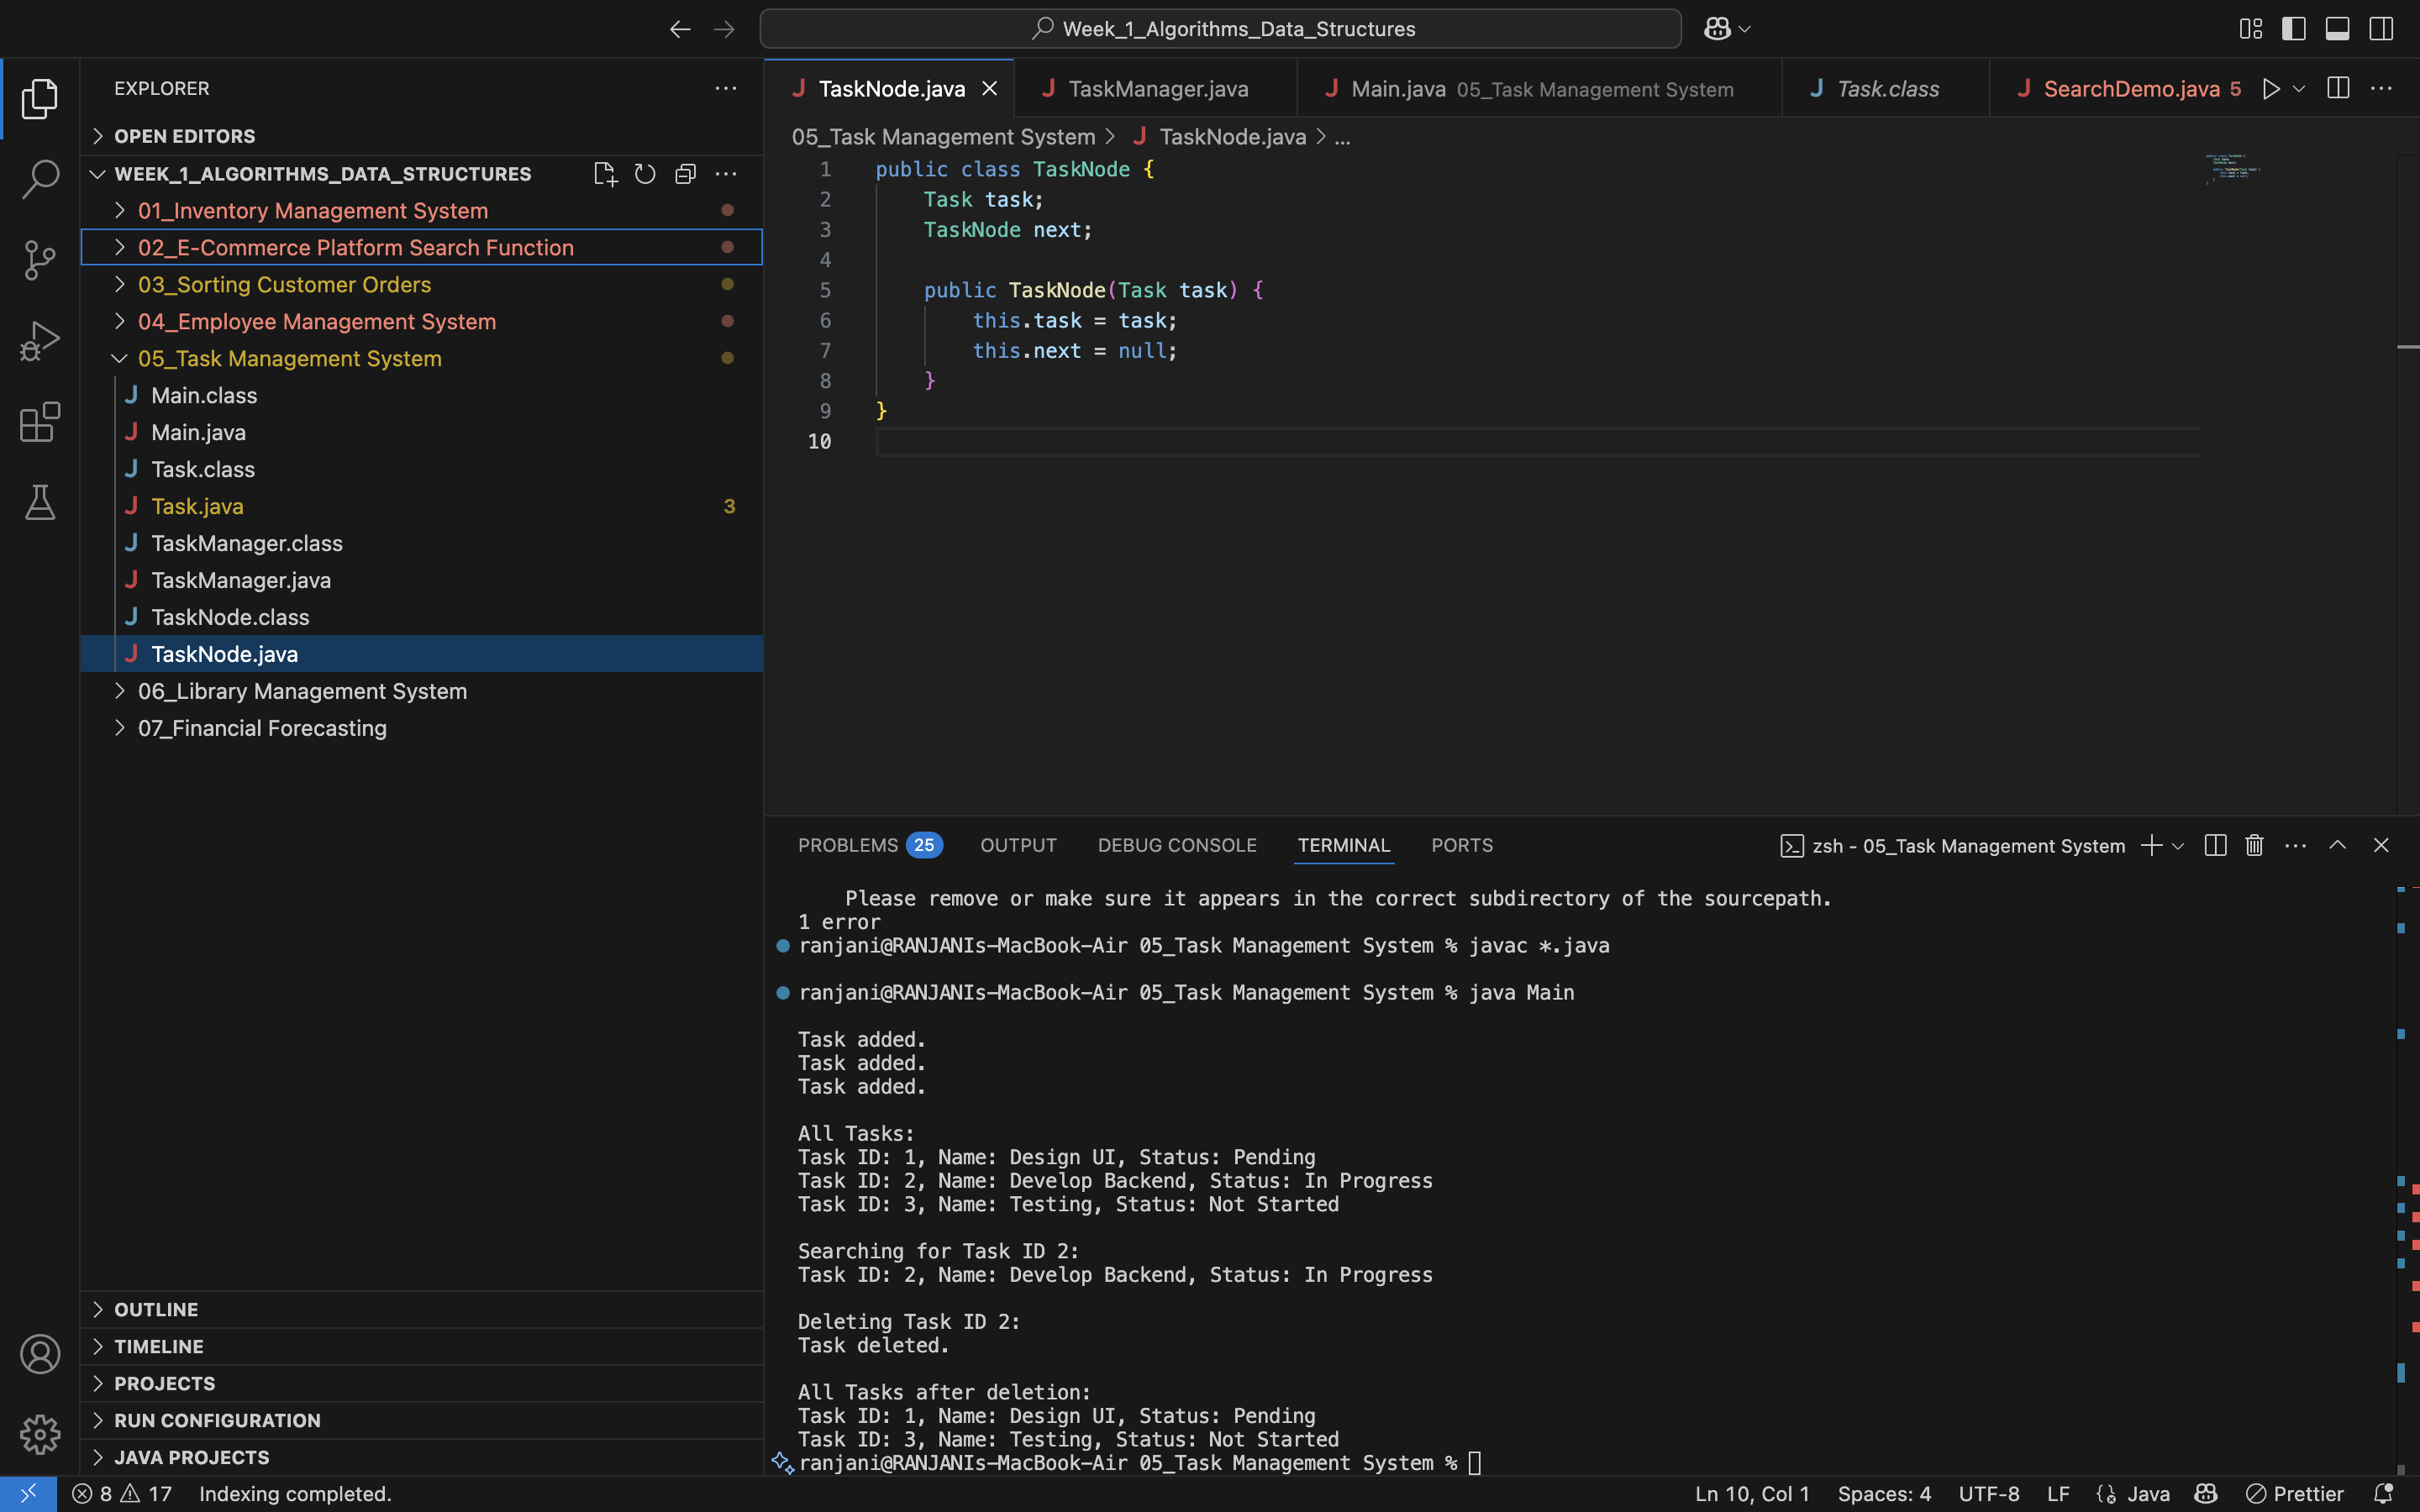 Week_1_Algorithms_Data_Structures
EXPLORER
OPEN EDITORS
WEEK_1_ALGORITHMS_DATA_STRUCTURES
01_Inventory Management System
02_E-Commerce Platform Search Function
03_Sorting Customer Orders
04_Employee Management System
05_Task Management System
Main.class
Main.java
Task.class
Task.java 3
TaskManager.class
TaskManager.java
TaskNode.class
TaskNode.java
06_Library Management System
07_Financial Forecasting
OUTLINE
TIMELINE
PROJECTS
RUN CONFIGURATION
JAVA PROJECTS
TaskNode.java TaskManager.java Main.java 05_Task Management System Task.class SearchDemo.java 5
05_Task Management System > TaskNode.java > ...
1 public class TaskNode {
2 Task task;
3 TaskNode next;
4
5 public TaskNode(Task task) {
6 this.task = task;
7 this.next = null;
8 }
9 }
10
PROBLEMS 25 OUTPUT DEBUG CONSOLE TERMINAL PORTS zsh - 05_Task Management System
Please remove or make sure it appears in the correct subdirectory of the sourcepath.
1 error
ranjani@RANJANIs-MacBook-Air 05_Task Management System % javac *.java
ranjani@RANJANIs-MacBook-Air 05_Task Management System % java Main
Task added.
Task added.
Task added.
All Tasks:
Task ID: 1, Name: Design UI, Status: Pending
Task ID: 2, Name: Develop Backend, Status: In Progress
Task ID: 3, Name: Testing, Status: Not Started
Searching for Task ID 2:
Task ID: 2, Name: Develop Backend, Status: In Progress
Deleting Task ID 2:
Task deleted.
All Tasks after deletion:
Task ID: 1, Name: Design UI, Status: Pending
Task ID: 3, Name: Testing, Status: Not Started
ranjani@RANJANIs-MacBook-Air 05_Task Management System %
8 17 Indexing completed. Ln 10, Col 1 Spaces: 4 UTF-8 LF Java Prettier